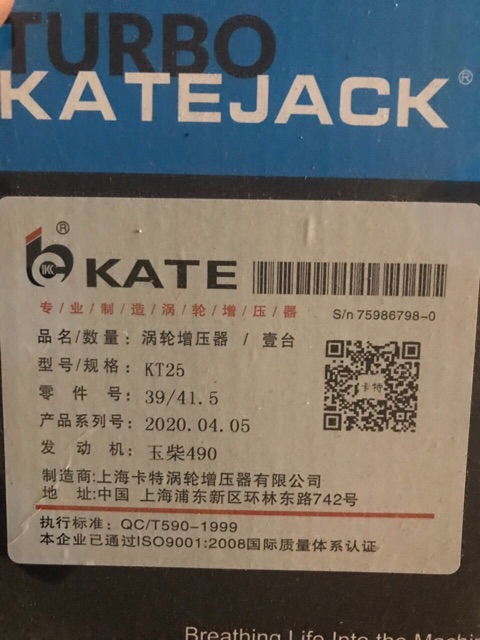 TURBO
KATEJACK®
®
KATE
专/业/制/造/涡/轮/增/压/器
S/n 75986798-0
品名/数量: 涡轮增压器 / 壹台
型号/规格: KT25
卡特
零件号: 39/41.5
产品系列号: 2020.04.05
发动机: 玉柴490
制造商:上海卡特涡轮增压器有限公司
地址:中国 上海浦东新区环林东路742号
执行标准: QC/T590-1999
本企业已通过ISO9001:2008国际质量体系认证
Breathing Life Into the Machin